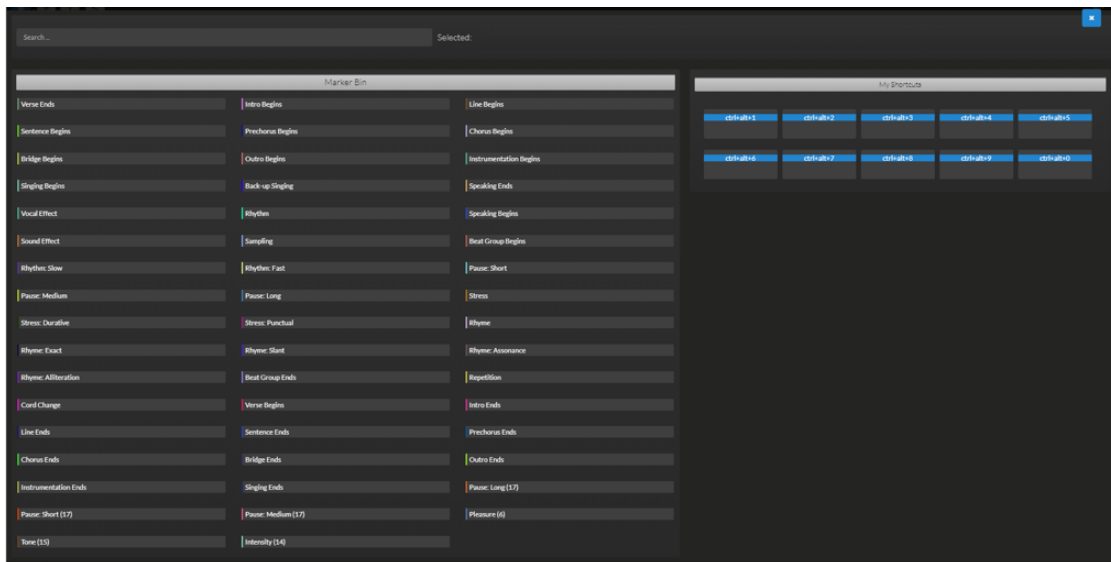 Search...
Selected:
Marker Bin
My Shortcuts
Verse Ends
Intro Begins
Line Begins
Sentence Begins
Prechorus Begins
Chorus Begins
Bridge Begins
Outro Begins
Instrumentation Begins
Singing Begins
Back-up Singing
Speaking Ends
Vocal Effect
Rhythm
Speaking Begins
Sound Effect
Sampling
Beat Group Begins
Rhythm: Slow
Rhythm: Fast
Pause: Short
Pause: Medium
Pause: Long
Stress
Stress: Durative
Stress: Punctual
Rhyme
Rhyme: Exact
Rhyme: Slant
Rhyme: Assonance
Rhyme: Alliteration
Beat Group Ends
Repetition
Cord Change
Verse Begins
Intro Ends
Line Ends
Sentence Ends
Prechorus Ends
Chorus Ends
Bridge Ends
Outro Ends
Instrumentation Ends
Singing Ends
Pause: Long (17)
Pause: Short (17)
Pause: Medium (17)
Pleasure (6)
Tone (15)
Intensity (14)
ctrl+alt+1
ctrl+alt+2
ctrl+alt+3
ctrl+alt+4
ctrl+alt+5
ctrl+alt+6
ctrl+alt+7
ctrl+alt+8
ctrl+alt+9
ctrl+alt+0